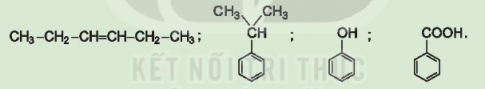 CH₃ CH₃
CH₃–CH₂–CH=CH–CH₂–CH₃ ; CH ; OH ; COOH.
KẾT NỐI TRI THỨC